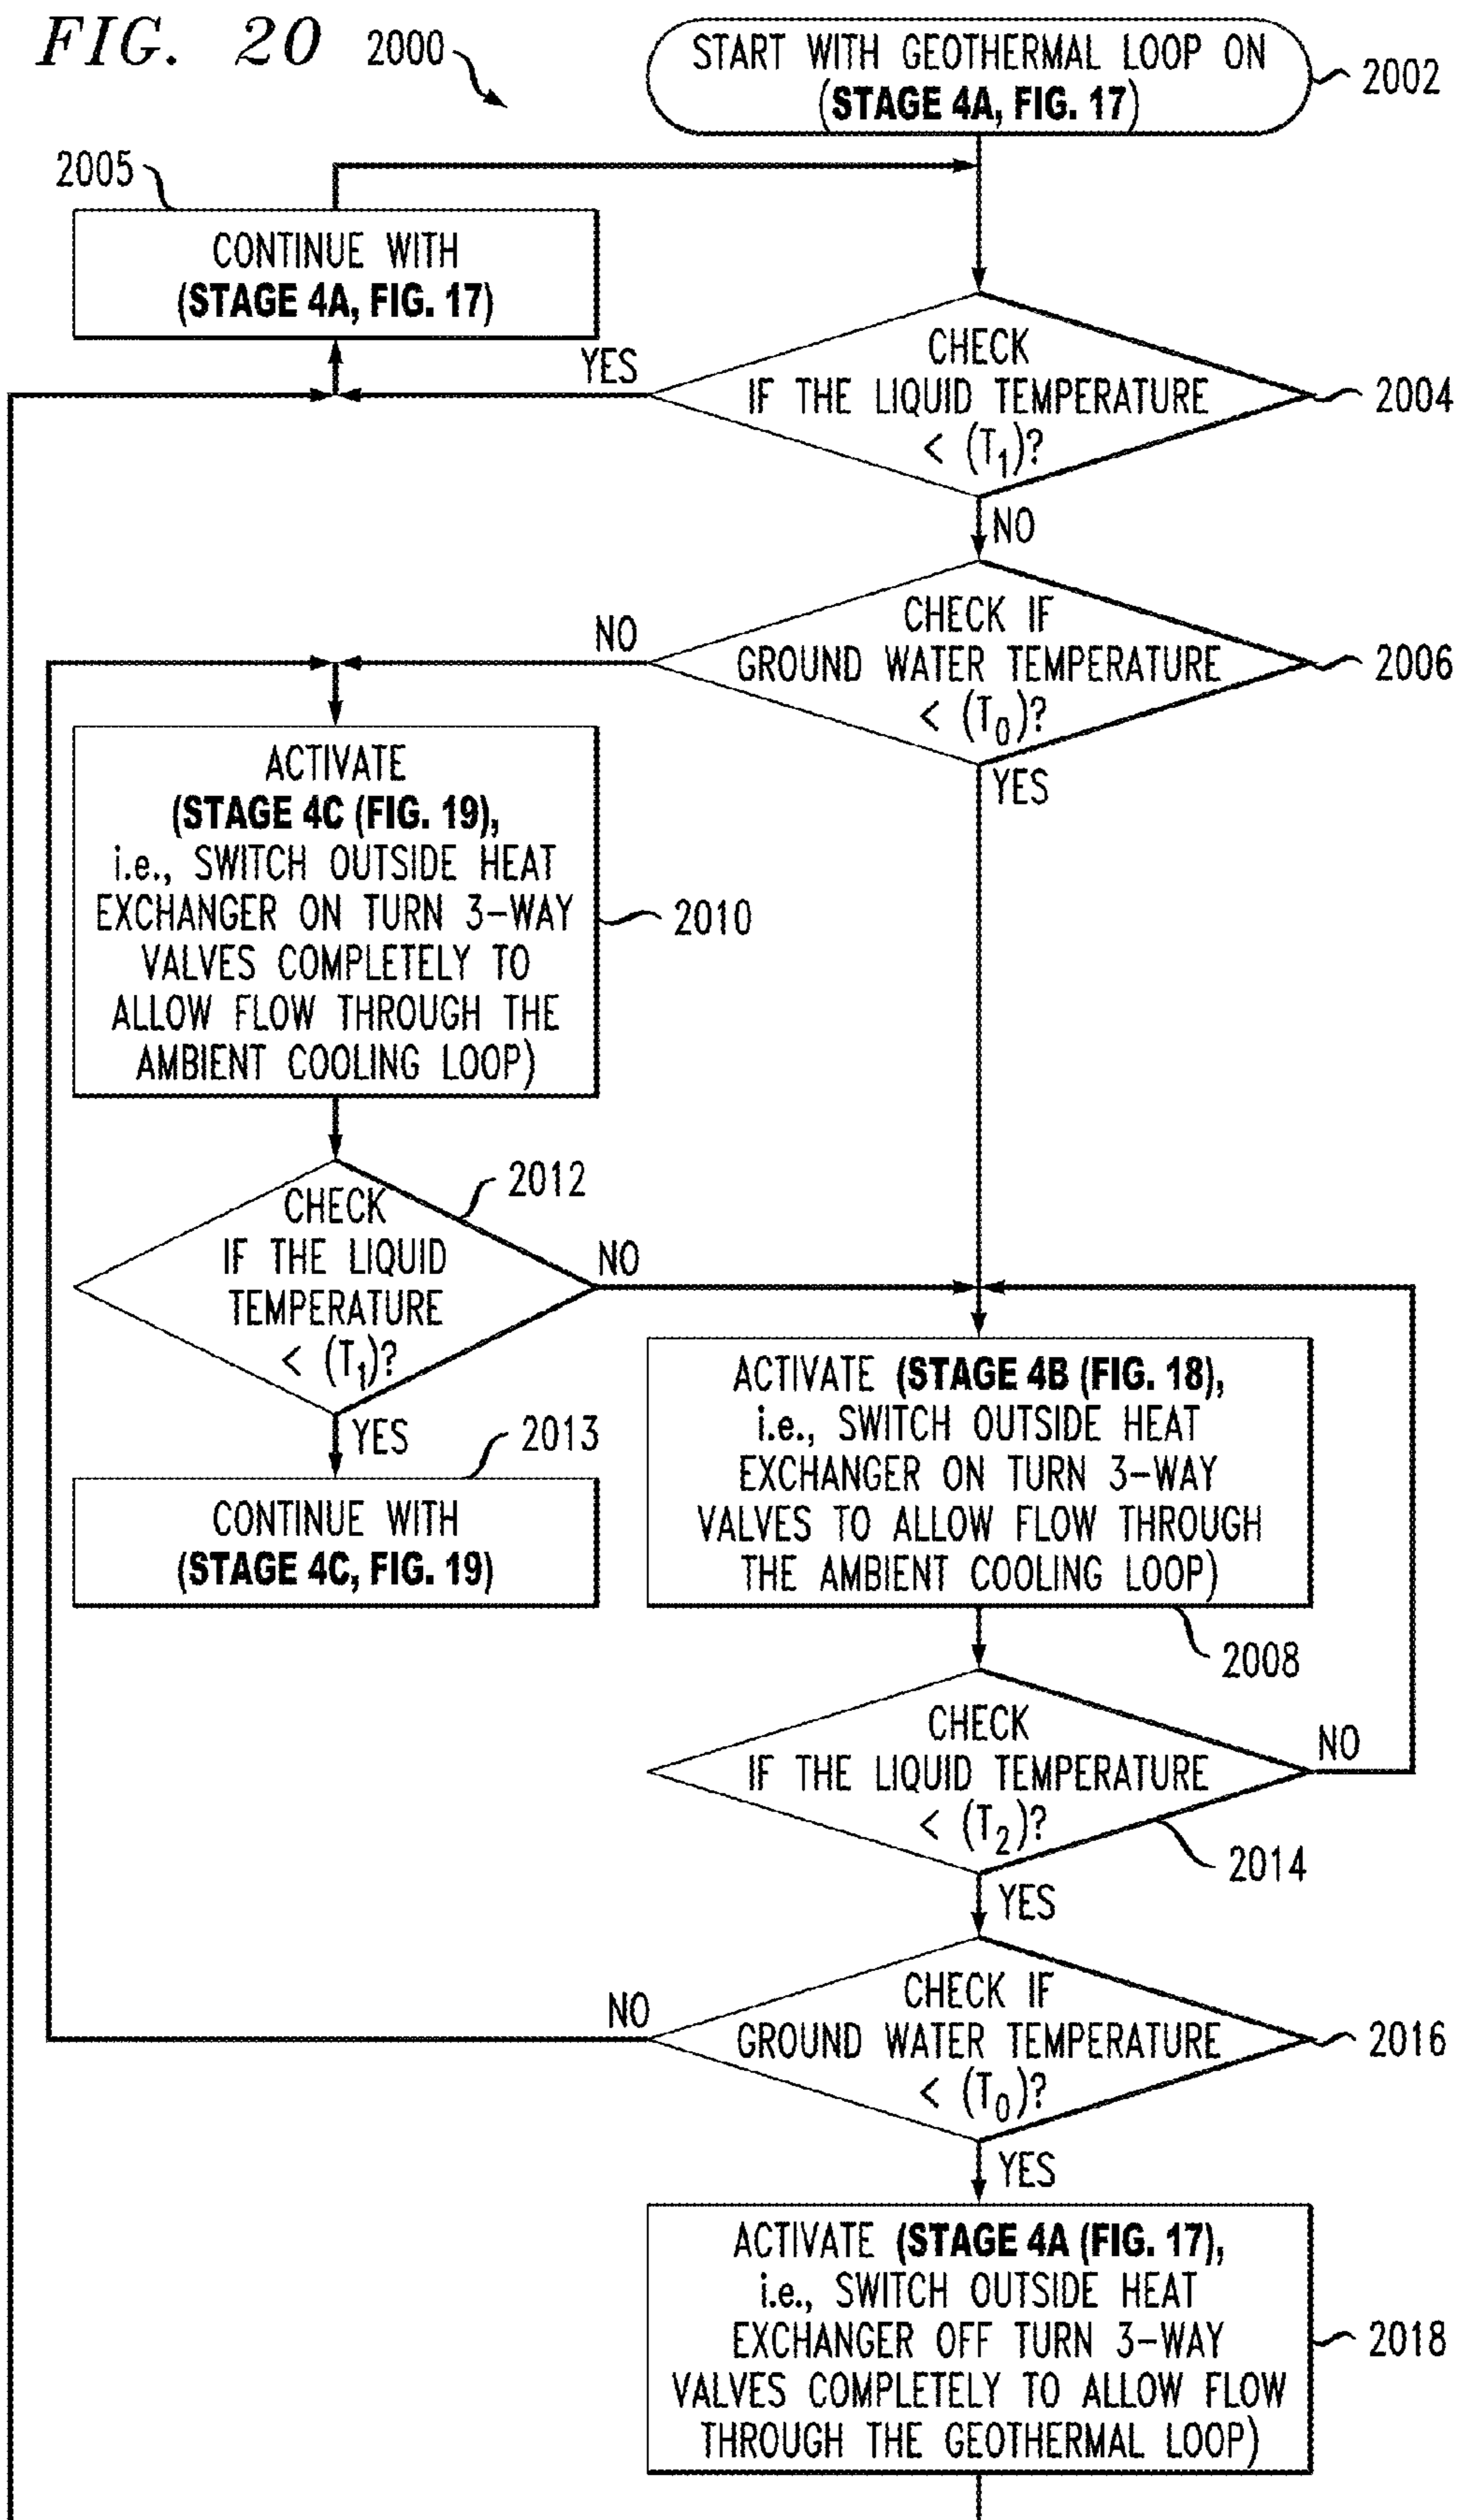 FIG. 20
2000
START WITH GEOTHERMAL LOOP ON
(STAGE 4A, FIG. 17)
2002
2005
CONTINUE WITH
(STAGE 4A, FIG. 17)
YES
CHECK
IF THE LIQUID TEMPERATURE
< (T1)?
2004
NO
NO
CHECK IF
GROUND WATER TEMPERATURE
< (T0)?
2006
YES
ACTIVATE
(STAGE 4C (FIG. 19),
i.e., SWITCH OUTSIDE HEAT
EXCHANGER ON TURN 3-WAY
VALVES COMPLETELY TO
ALLOW FLOW THROUGH THE
AMBIENT COOLING LOOP)
2010
2012
CHECK
IF THE LIQUID
TEMPERATURE
< (T1)?
NO
YES
2013
CONTINUE WITH
(STAGE 4C, FIG. 19)
ACTIVATE (STAGE 4B (FIG. 18),
i.e., SWITCH OUTSIDE HEAT
EXCHANGER ON TURN 3-WAY
VALVES TO ALLOW FLOW THROUGH
THE AMBIENT COOLING LOOP)
2008
CHECK
IF THE LIQUID TEMPERATURE
< (T2)?
NO
2014
YES
NO
CHECK IF
GROUND WATER TEMPERATURE
< (T0)?
2016
YES
ACTIVATE (STAGE 4A (FIG. 17),
i.e., SWITCH OUTSIDE HEAT
EXCHANGER OFF TURN 3-WAY
VALVES COMPLETELY TO ALLOW FLOW
THROUGH THE GEOTHERMAL LOOP)
2018